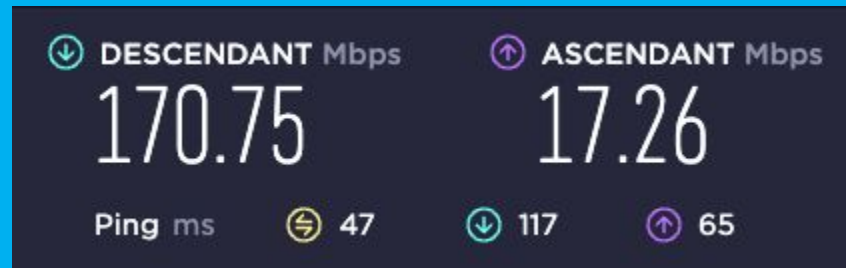 DESCENDANT Mbps ASCENDANT Mbps
170.75 17.26
Ping ms 47 117 65